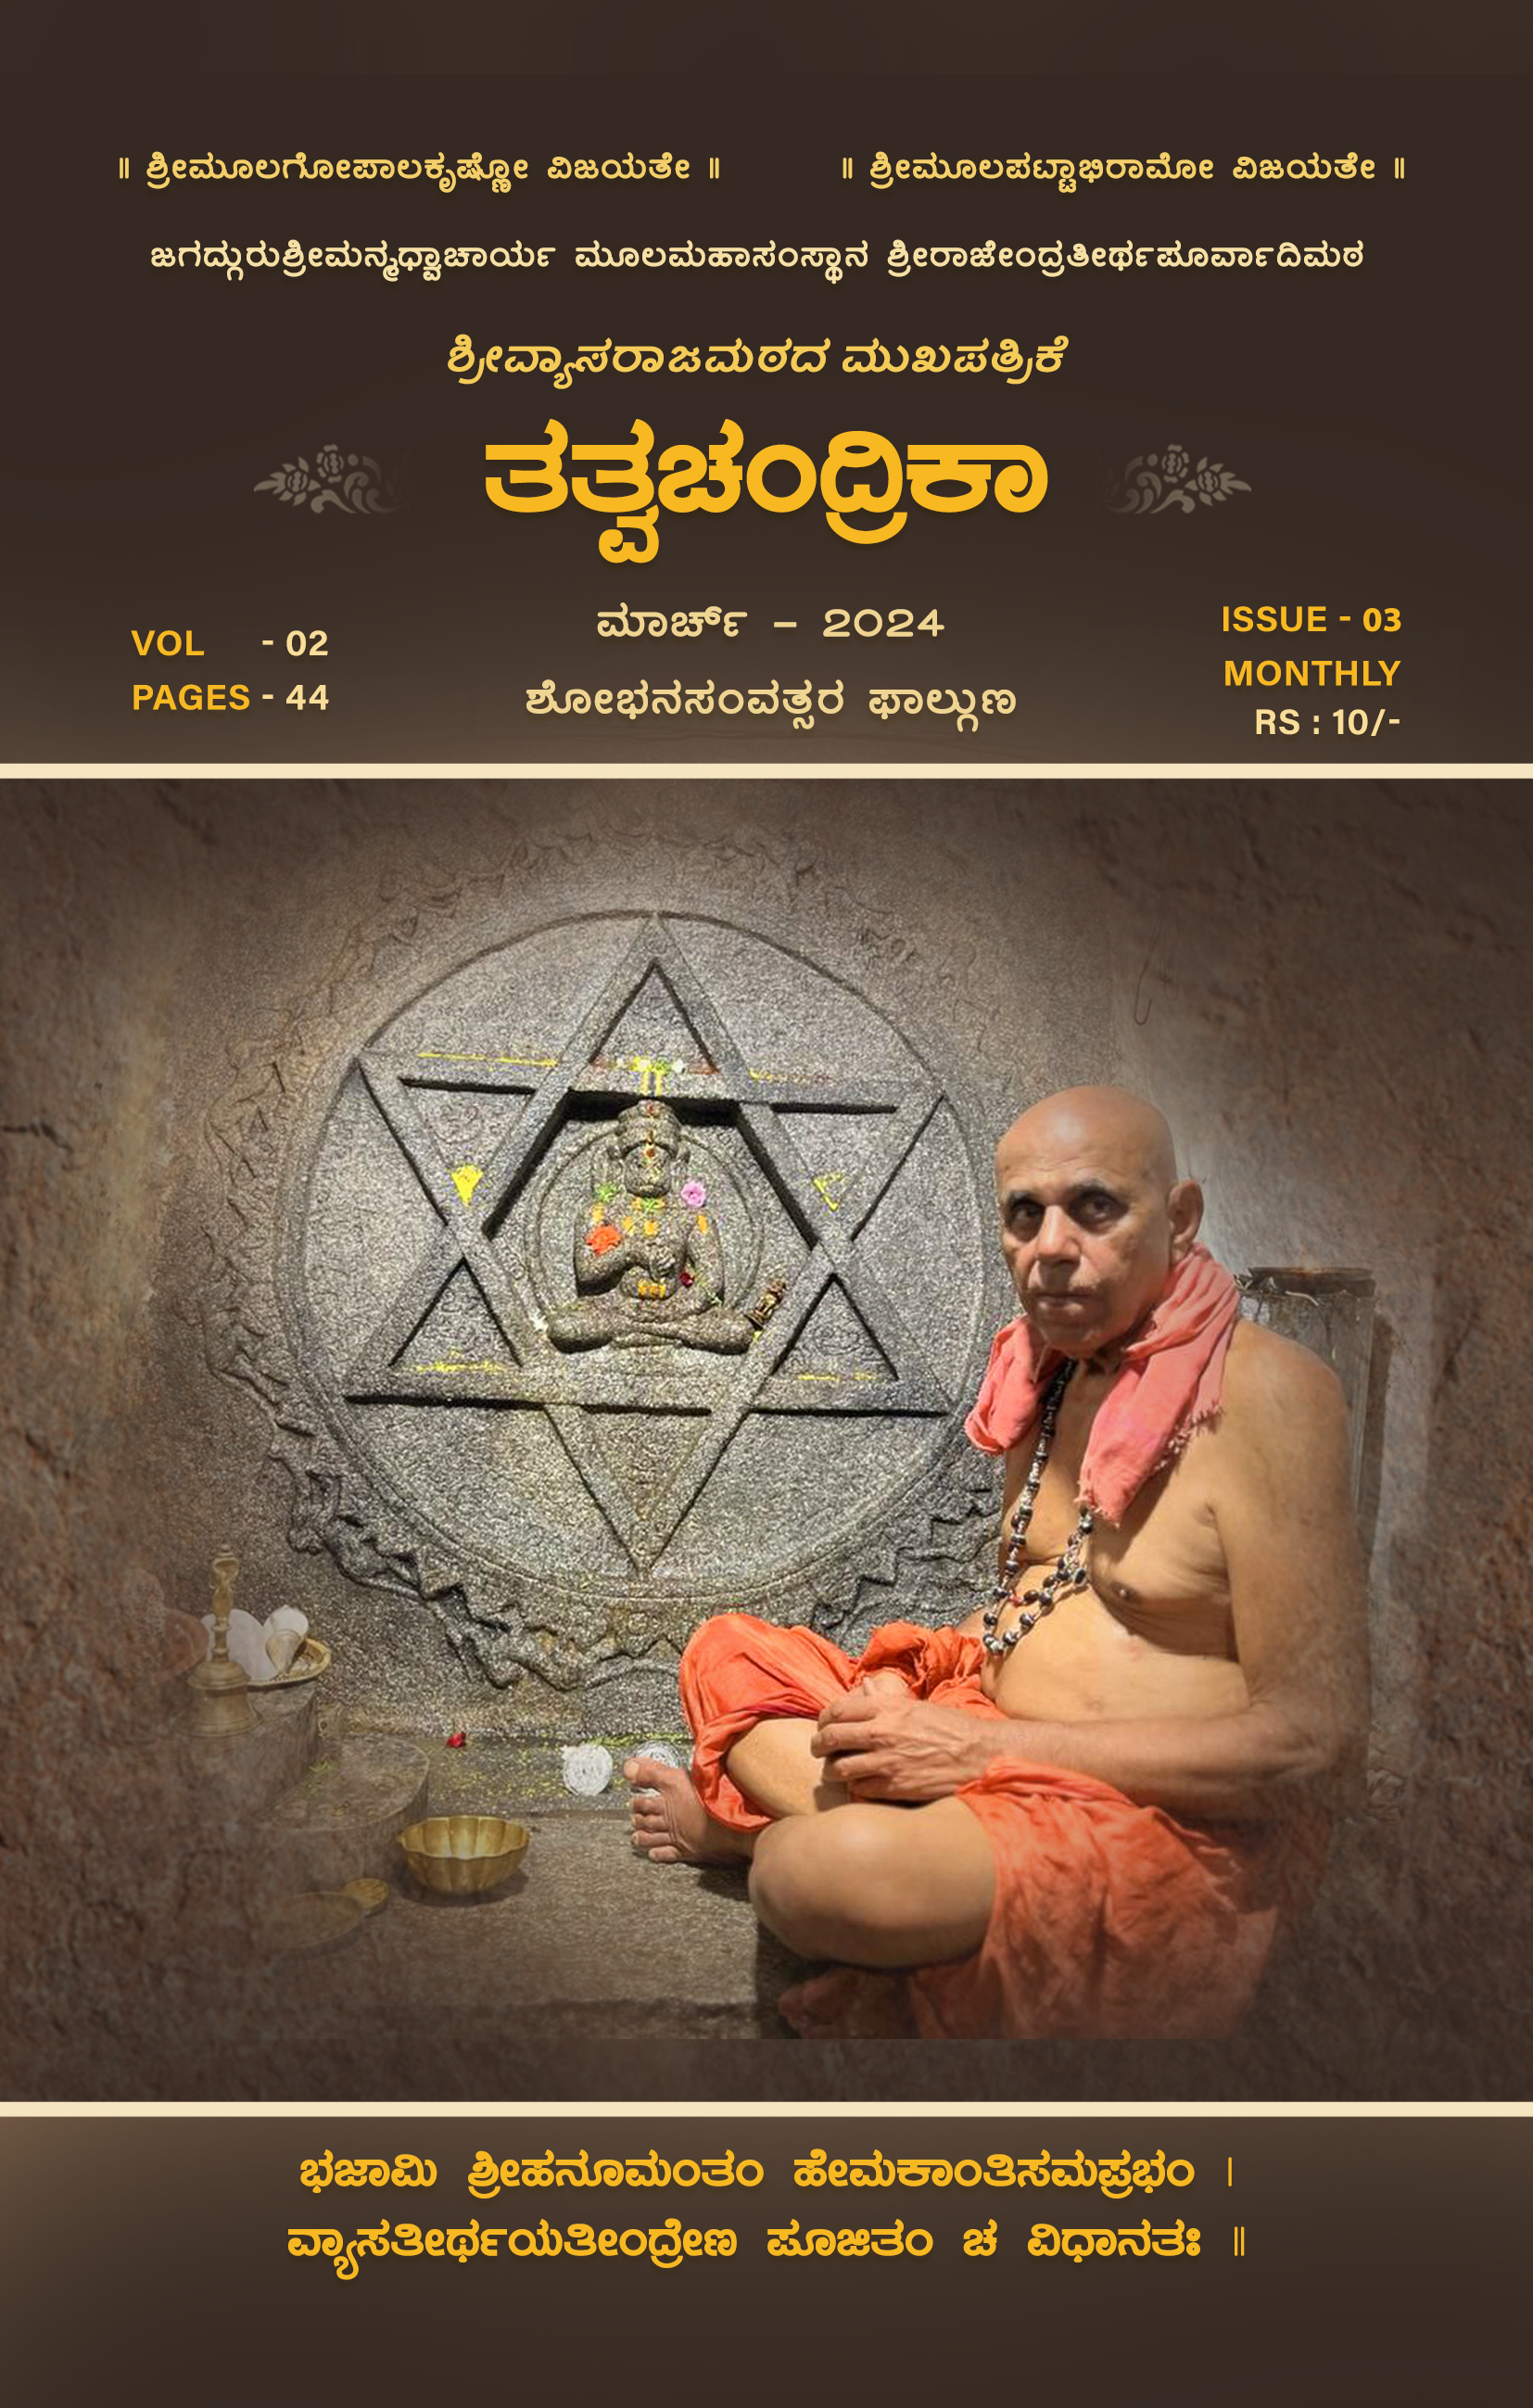 ॥ ಶ್ರೀಮೂಲಗೋಪಾಲಕೃಷ್ಣೋ ವಿಜಯತೇ ॥ ॥ ಶ್ರೀಮೂಲಪಟ್ಟಾಭಿರಾಮೋ ವಿಜಯತೇ ॥
ಜಗದ್ಗುರುಶ್ರೀಮನ್ಮಧ್ವಾಚಾರ್ಯ ಮೂಲಮಹಾಸಂಸ್ಥಾನ ಶ್ರೀರಾಜೇಂದ್ರತೀರ್ಥಪೂರ್ವಾದಿಮಠ
ಶ್ರೀವ್ಯಾಸರಾಜಮಠದ ಮುಖಪತ್ರಿಕೆ
ತತ್ವಚಂದ್ರಿಕಾ
ಮಾರ್ಚ್ – 2024
ಶೋಭನಸಂವತ್ಸರ ಫಾಲ್ಗುಣ
VOL - 02
PAGES - 44
ISSUE - 03
MONTHLY
RS : 10/-
ಭಜಾಮಿ ಶ್ರೀಹನೂಮಂತಂ ಹೇಮಕಾಂತಿಸಮಪ್ರಭಂ ।
ವ್ಯಾಸತೀರ್ಥಯತೀಂದ್ರೇಣ ಪೂಜಿತಂ ಚ ವಿಧಾನತಃ ॥